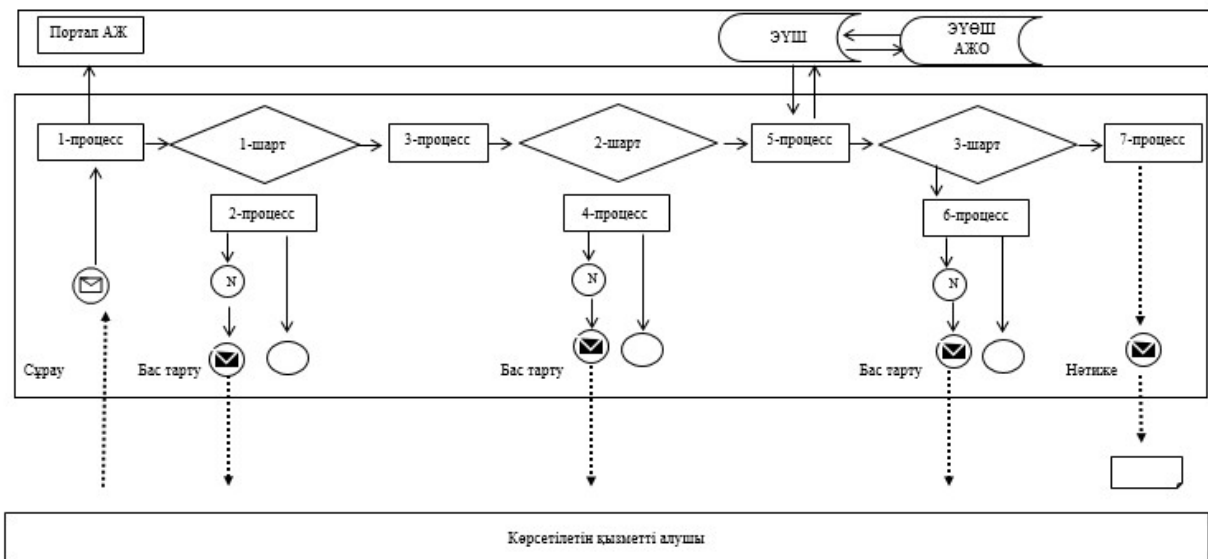 Портал АЖ
ЭҮШ
ЭҮӨШ
АЖО
1-процесс
1-шарт
3-процесс
2-шарт
5-процесс
3-шарт
7-процесс
2-процесс
4-процесс
6-процесс
N
N
N
Сұрау
Бас тарту
Бас тарту
Бас тарту
Нәтиже
Көрсетілетін қызметті алушы